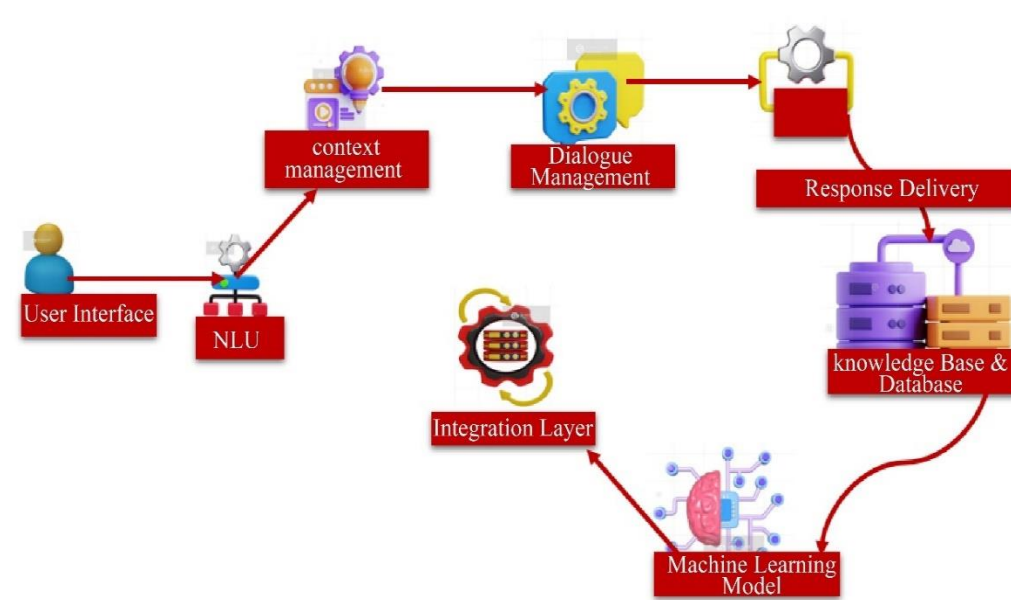 User Interface
NLU
context
management
Dialogue
Management
Response Delivery
knowledge Base &
Database
Machine Learning
Model
Integration Layer